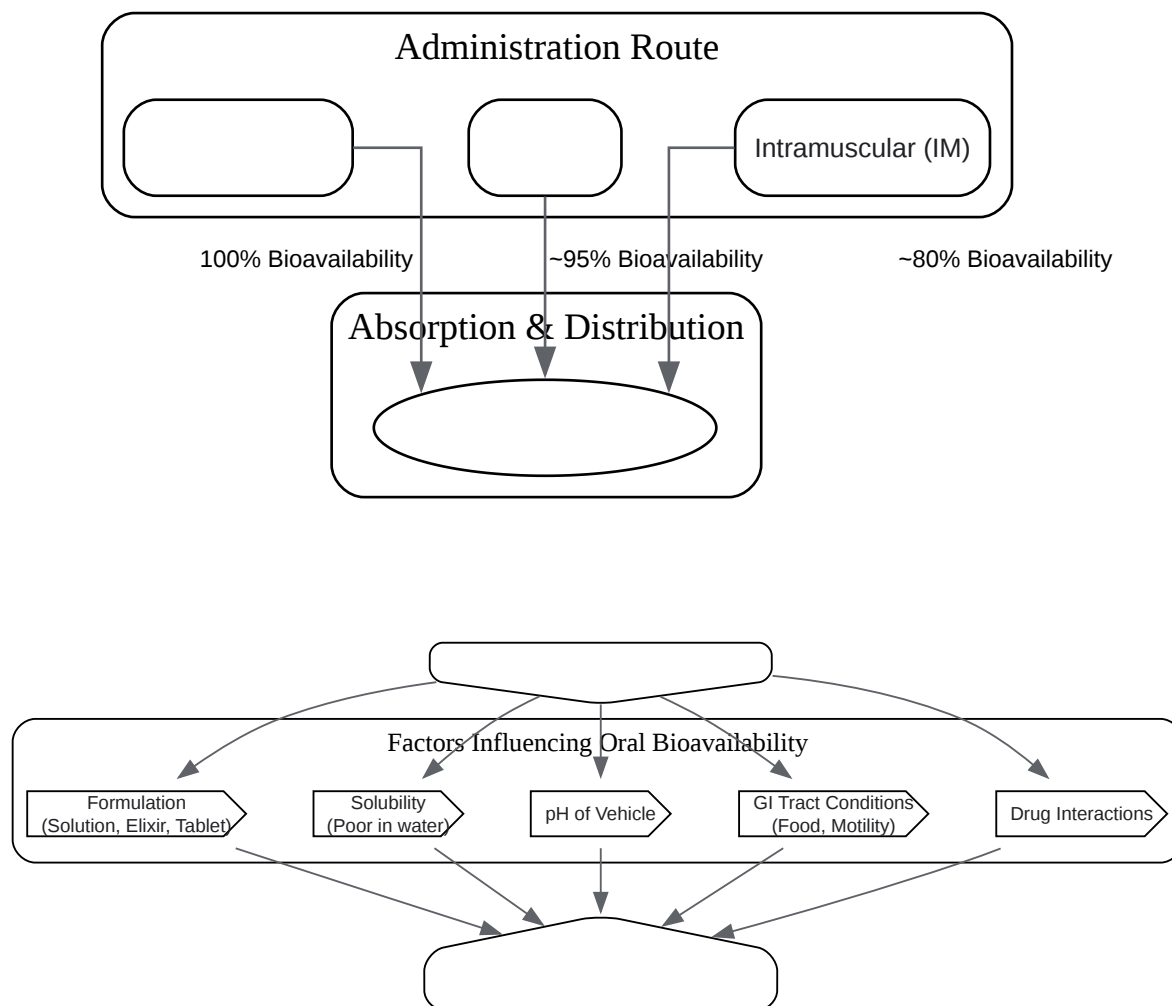 Administration Route
Intramuscular (IM)
100% Bioavailability
~95% Bioavailability
~80% Bioavailability
Absorption & Distribution
Factors Influencing Oral Bioavailability
Formulation
(Solution, Elixir, Tablet)
Solubility
(Poor in water)
pH of Vehicle
GI Tract Conditions
(Food, Motility)
Drug Interactions